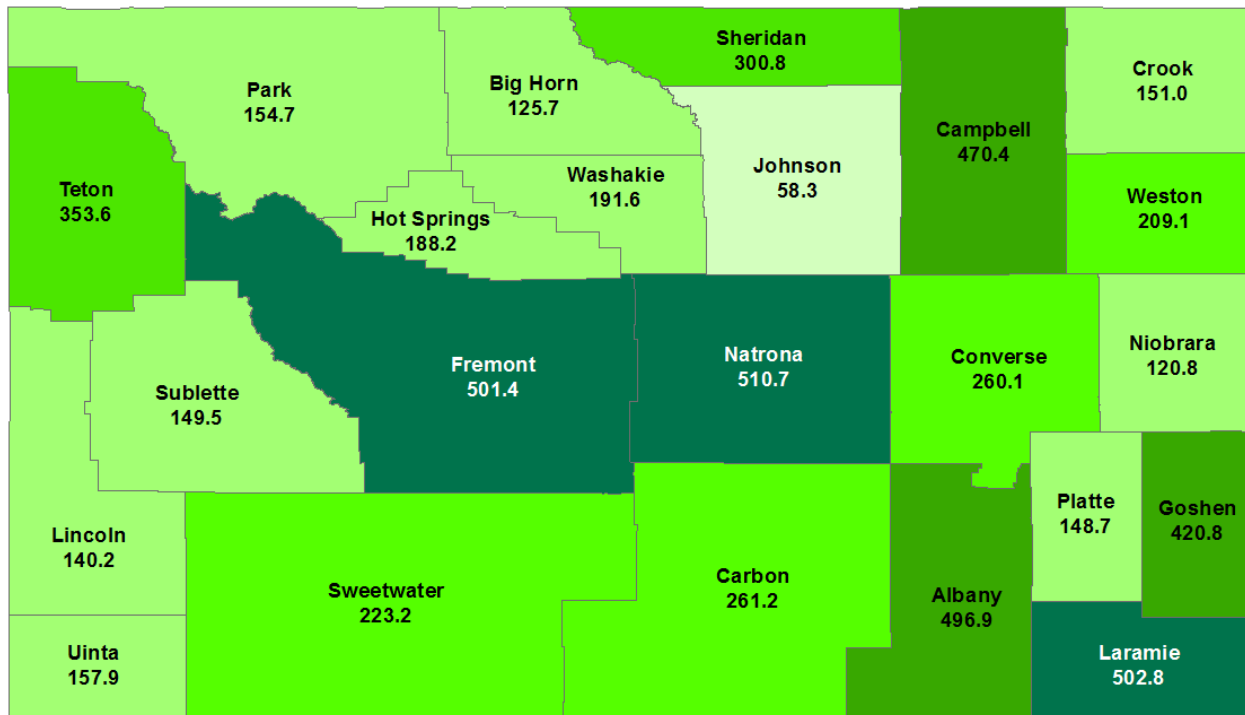 Sheridan
300.8
Park
154.7
Big Horn
125.7
Crook
151.0
Campbell
470.4
Johnson
58.3
Washakie
191.6
Teton
353.6
Weston
209.1
Hot Springs
188.2
Fremont
501.4
Natrona
510.7
Converse
260.1
Niobrara
120.8
Sublette
149.5
Platte
148.7
Goshen
420.8
Lincoln
140.2
Sweetwater
223.2
Carbon
261.2
Albany
496.9
Uinta
157.9
Laramie
502.8